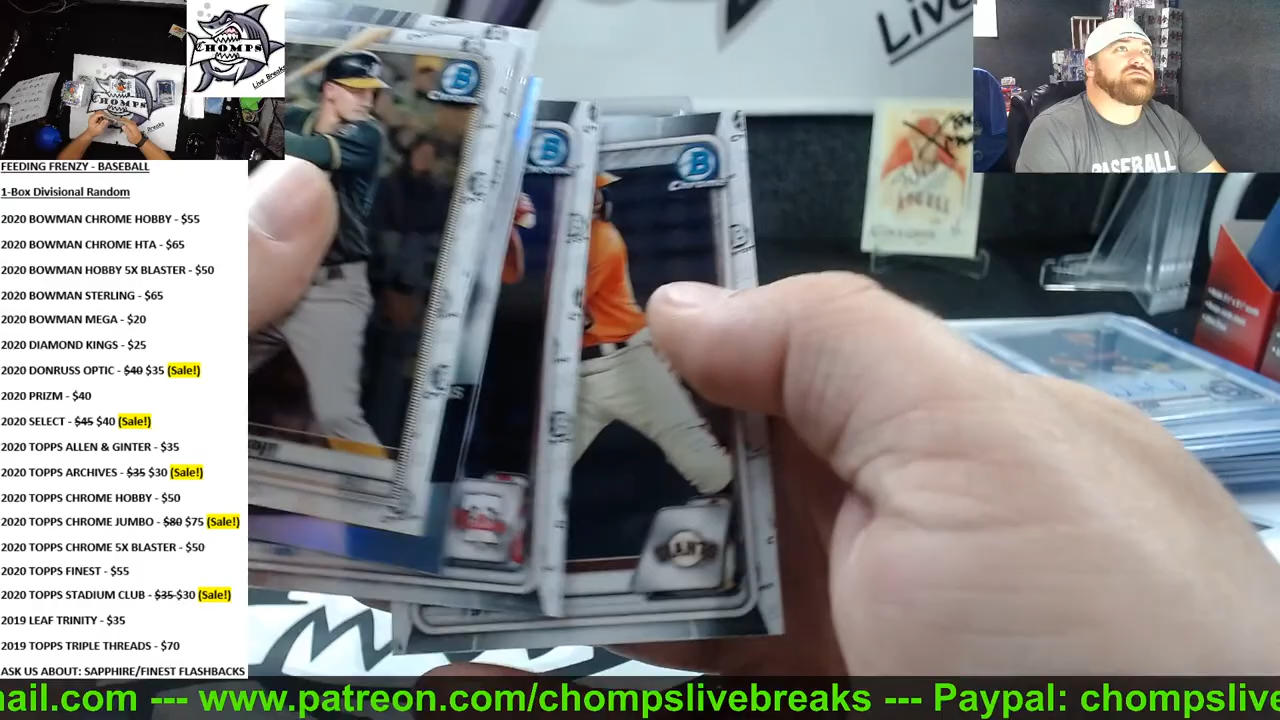 CHOMPS
Live Breaks
Live
CHOMPS
BASEBALL
FEEDING FRENZY - BASEBALL
1-Box Divisional Random
2020 BOWMAN CHROME HOBBY - $55
2020 BOWMAN CHROME HTA - $65
2020 BOWMAN HOBBY 5X BLASTER - $50
2020 BOWMAN STERLING - $65
2020 BOWMAN MEGA - $20
2020 DIAMOND KINGS - $25
2020 DONRUSS OPTIC - $40 $35 (Sale!)
2020 PRIZM - $40
2020 SELECT - $45 $40 (Sale!)
2020 TOPPS ALLEN & GINTER - $35
2020 TOPPS ARCHIVES - $35 $30 (Sale!)
2020 TOPPS CHROME HOBBY - $50
2020 TOPPS CHROME JUMBO - $80 $75 (Sale!)
2020 TOPPS CHROME 5X BLASTER - $50
2020 TOPPS FINEST - $55
2020 TOPPS STADIUM CLUB - $35 $30 (Sale!)
2019 LEAF TRINITY - $35
2019 TOPPS TRIPLE THREADS - $70
ASK US ABOUT: SAPPHIRE/FINEST FLASHBACKS
B
Chrome
B
Chrome
B
Chrome
GIANTS
mail.com --- www.patreon.com/chompslivebreaks --- Paypal: chompslive